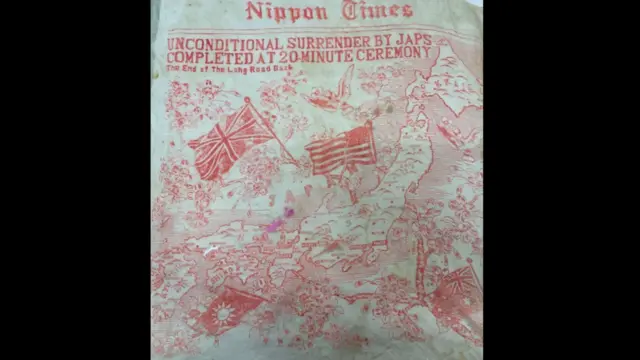 Nippon Times
UNCONDITIONAL SURRENDER BY JAPS
COMPLETED AT 20-MINUTE CEREMONY
The End of The Long Road Back